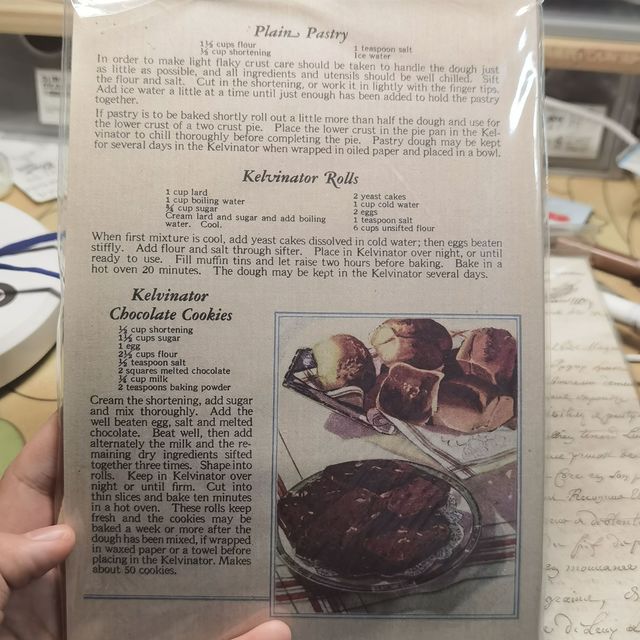 Plain Pastry
1½ cups flour
½ cup shortening
1 teaspoon salt
Ice water
In order to make light flaky crust care should be taken to handle the dough just
as little as possible, and all ingredients and utensils should be well chilled. Sift
the flour and salt. Cut in the shortening, or work it in lightly with the finger tips.
Add ice water a little at a time until just enough has been added to hold the pastry
together.
If pastry is to be baked shortly roll out a little more than half the dough and use for
the lower crust of a two crust pie. Place the lower crust in the pie pan in the Kel-
vinator to chill thoroughly before completing the pie. Pastry dough may be kept
for several days in the Kelvinator when wrapped in oiled paper and placed in a bowl.
Kelvinator Rolls
1 cup lard
1 cup boiling water
¾ cup sugar
Cream lard and sugar and add boiling
water. Cool.
2 yeast cakes
1 cup cold water
2 eggs
1 teaspoon salt
6 cups unsifted flour
When first mixture is cool, add yeast cakes dissolved in cold water; then eggs beaten
stiffly. Add flour and salt through sifter. Place in Kelvinator over night, or until
ready to use. Fill muffin tins and let raise two hours before baking. Bake in a
hot oven 20 minutes. The dough may be kept in the Kelvinator several days.
Kelvinator
Chocolate Cookies
½ cup shortening
1½ cups sugar
1 egg
2½ cups flour
½ teaspoon salt
2 squares melted chocolate
¼ cup milk
2 teaspoons baking powder
Cream the shortening, add sugar
and mix thoroughly. Add the
well beaten egg, salt and melted
chocolate. Beat well, then add
alternately the milk and the re-
maining dry ingredients sifted
together three times. Shape into
rolls. Keep in Kelvinator over
night or until firm. Cut into
thin slices and bake ten minutes
in a hot oven. These rolls keep
fresh and the cookies may be
baked a week or more after the
dough has been mixed, if wrapped
in waxed paper or a towel before
placing in the Kelvinator. Makes
about 50 cookies.